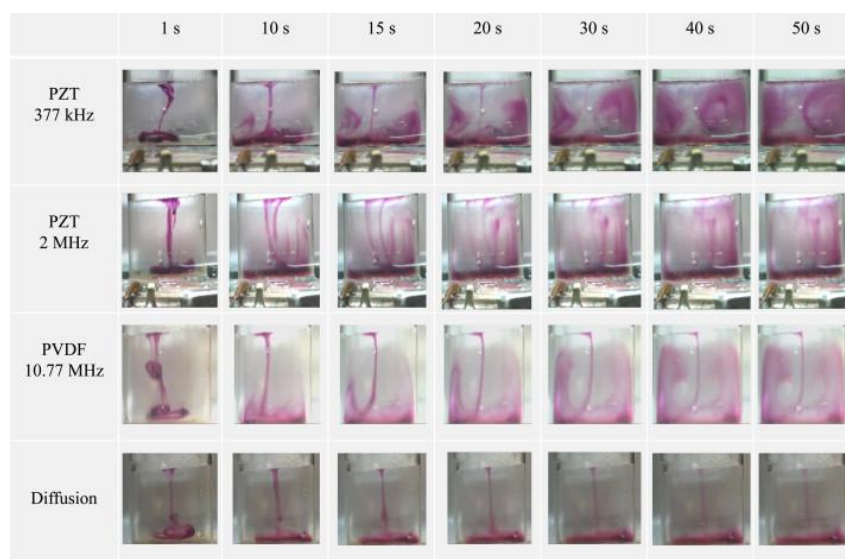 1 s 10 s 15 s 20 s 30 s 40 s 50 s
PZT
377 kHz
PZT
2 MHz
PVDF
10.77 MHz
Diffusion